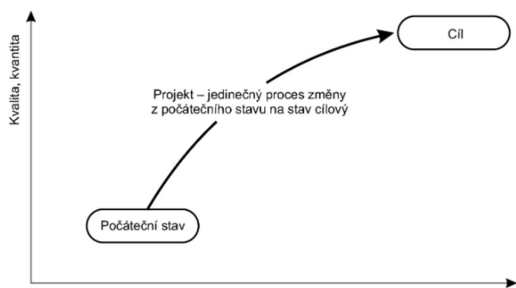 Kvalita, kvantita
Cíl
Projekt – jedinečný proces změny
z počátečního stavu na stav cílový
Počáteční stav